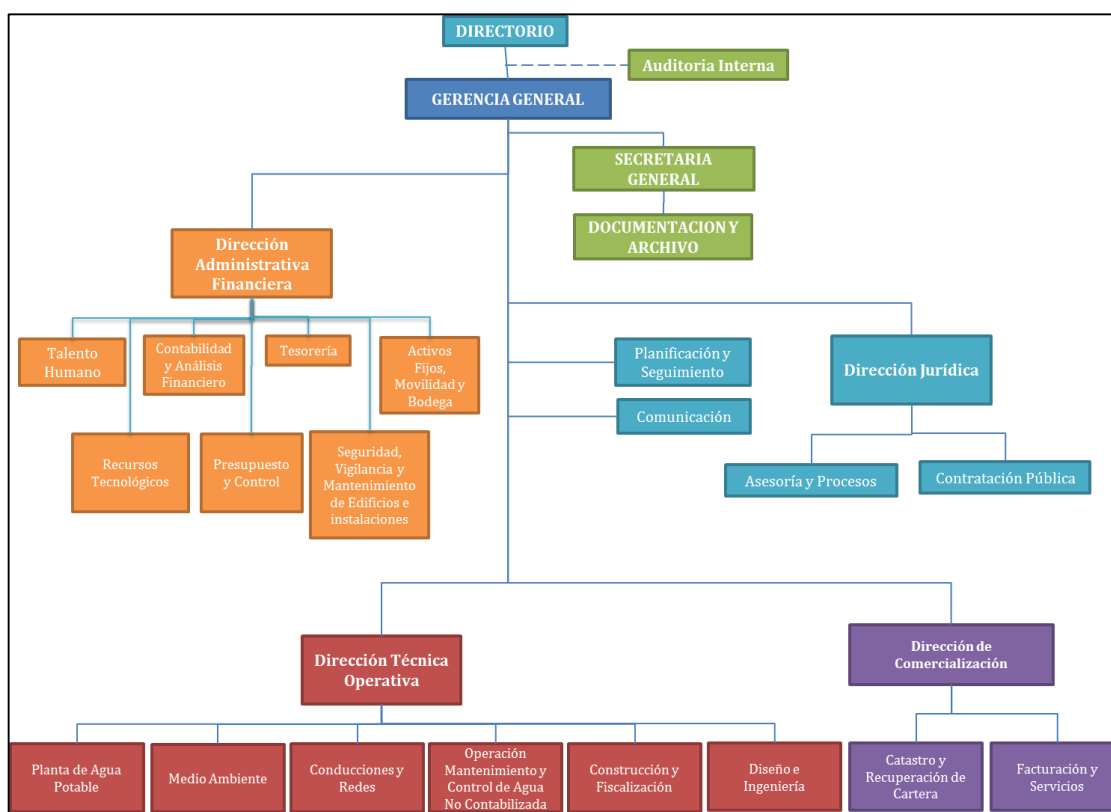 DIRECTORIO
Auditoria Interna
GERENCIA GENERAL
SECRETARIA
GENERAL
DOCUMENTACION Y
ARCHIVO
Dirección
Administrativa
Financiera
Talento
Humano
Contabilidad
y Análisis
Financiero
Tesorería
Activos
Fijos,
Movilidad y
Bodega
Recursos
Tecnológicos
Presupuesto
y Control
Seguridad,
Vigilancia y
Mantenimiento
de Edificios e
instalaciones
Planificación y
Seguimiento
Comunicación
Dirección Jurídica
Asesoría y Procesos
Contratación Pública
Dirección Técnica
Operativa
Dirección de
Comercialización
Planta de Agua
Potable
Medio Ambiente
Conducciones y
Redes
Operación
Mantenimiento y
Control de Agua
No Contabilizada
Construcción y
Fiscalización
Diseño e
Ingeniería
Catastro y
Recuperación de
Cartera
Facturación y
Servicios